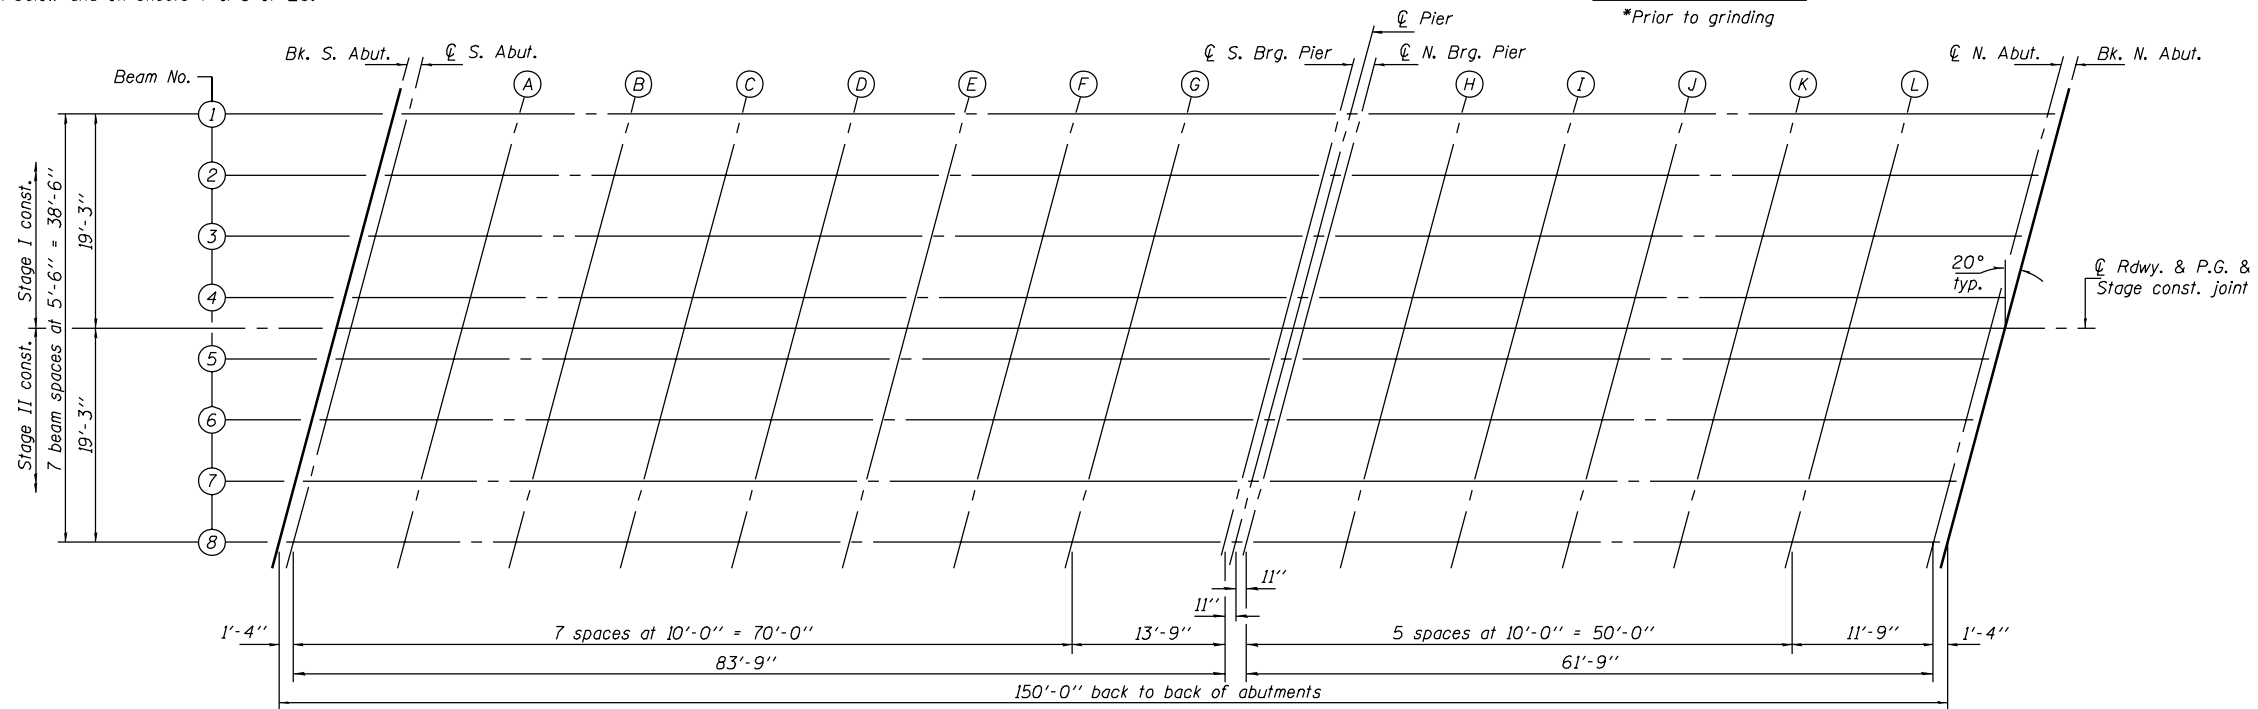 *Prior to grinding
℄ Pier
Bk. S. Abut.
℄ S. Abut.
℄ S. Brg. Pier
℄ N. Brg. Pier
℄ N. Abut.
Bk. N. Abut.
Beam No.
A
B
C
D
E
F
G
H
I
J
K
L
1
2
3
4
5
6
7
8
Stage I const.
Stage II const.
7 beam spaces at 5'-6" = 38'-6"
19'-3"
19'-3"
20°
typ.
℄ Rdwy. & P.G. &
Stage const. joint
11"
11"
1'-4"
7 spaces at 10'-0" = 70'-0"
13'-9"
5 spaces at 10'-0" = 50'-0"
11'-9"
1'-4"
83'-9"
61'-9"
150'-0" back to back of abutments